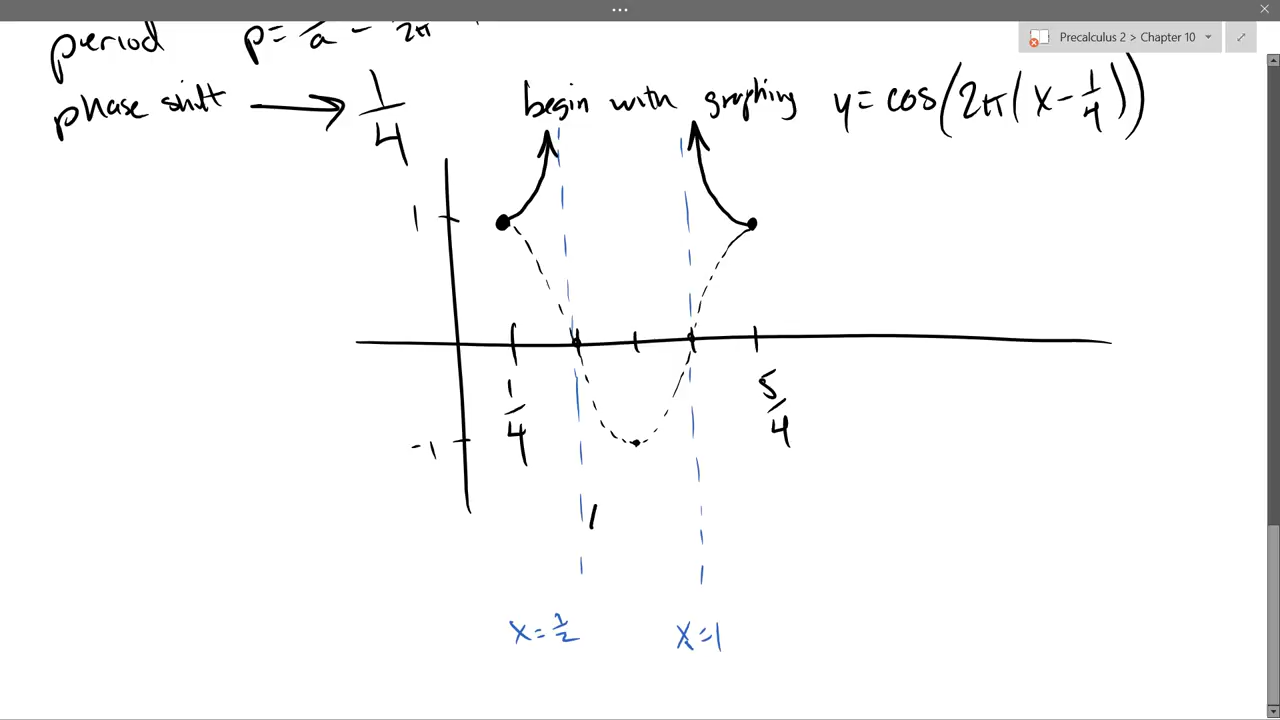 Precalculus 2 > Chapter 10
period p = 2π
phase shift → 1/4 begin with graphing y = cos(2π(x - 1/4))
1
1/4 5/4
-1
x = 1/2 x = 1